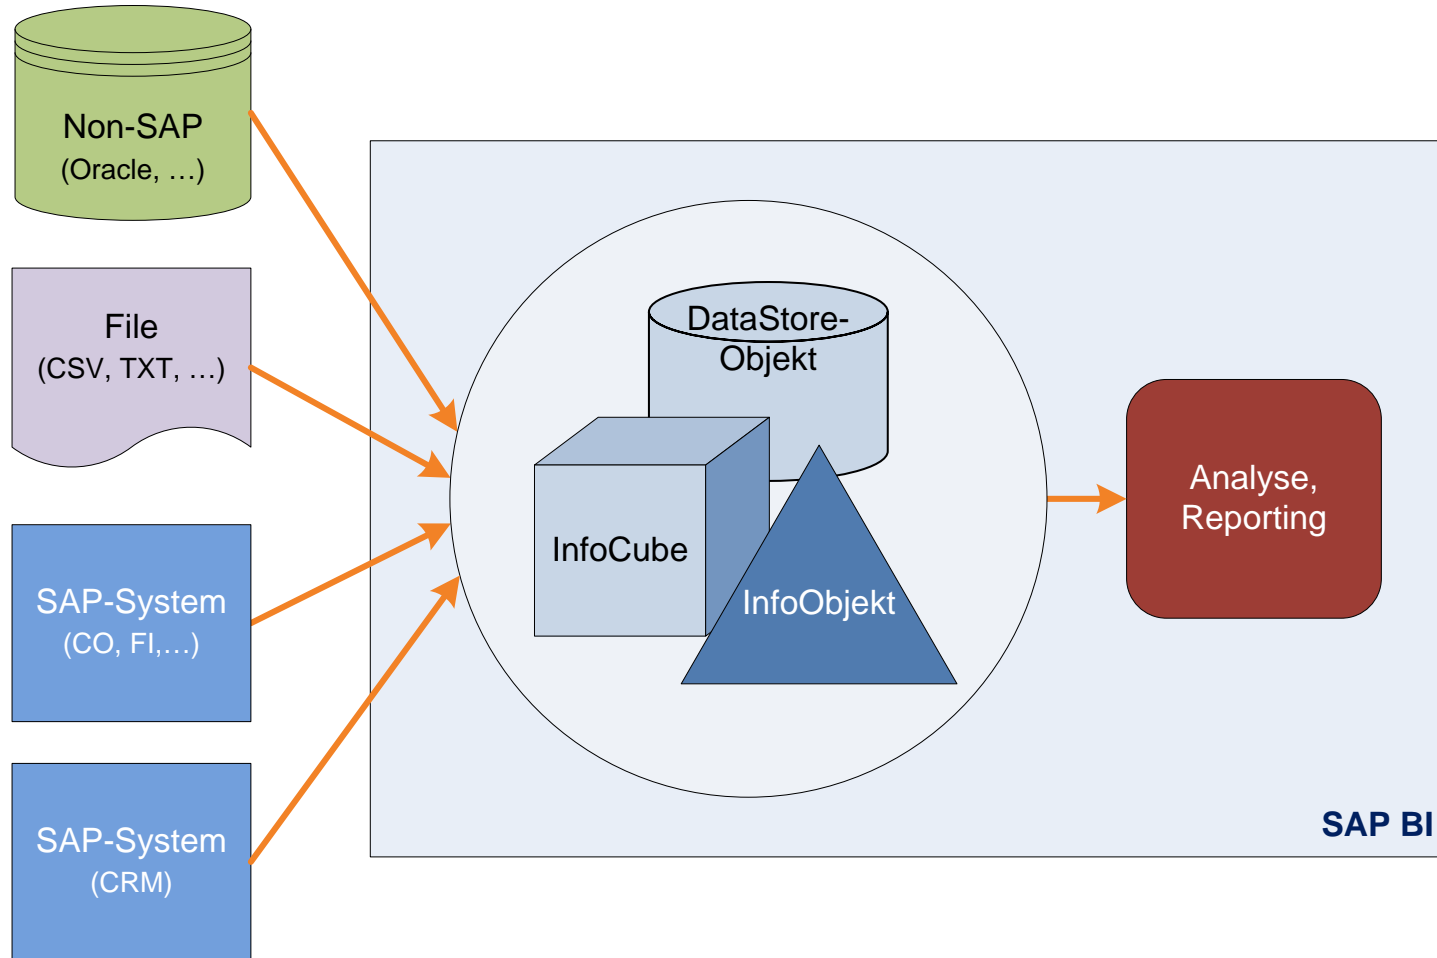 Non-SAP
(Oracle, …)
File
(CSV, TXT, …)
SAP-System
(CO, FI,…)
SAP-System
(CRM)
DataStore-
Objekt
InfoCube
InfoObjekt
Analyse,
Reporting
SAP BI